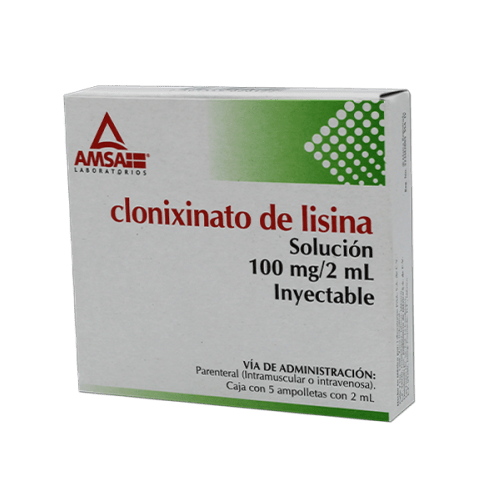 AMSA
LABORATORIOS
clonixinato de lisina
Solución
100 mg/2 mL
Inyectable
VÍA DE ADMINISTRACIÓN:
Parenteral (Intramuscular o intravenosa).
Caja con 5 ampolletas con 2 mL